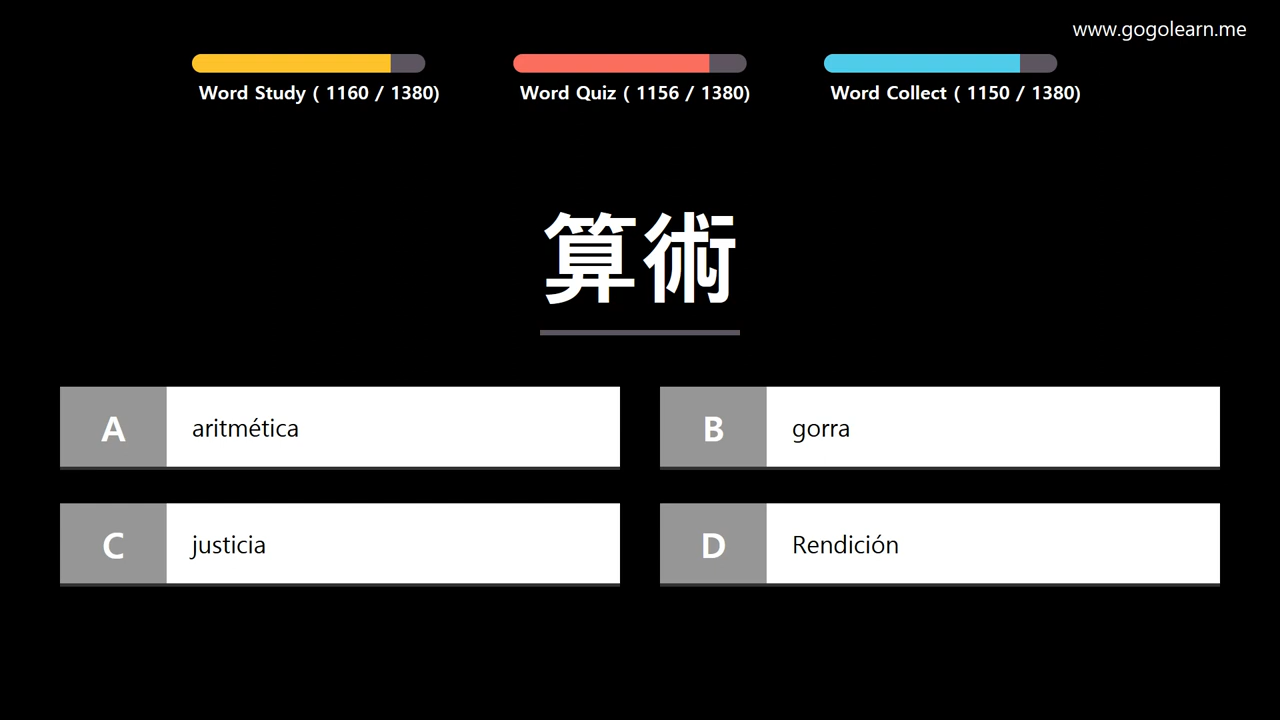 www.gogolearn.me
Word Study ( 1160 / 1380)
Word Quiz ( 1156 / 1380)
Word Collect ( 1150 / 1380)
算術
A aritmética
B gorra
C justicia
D Rendición